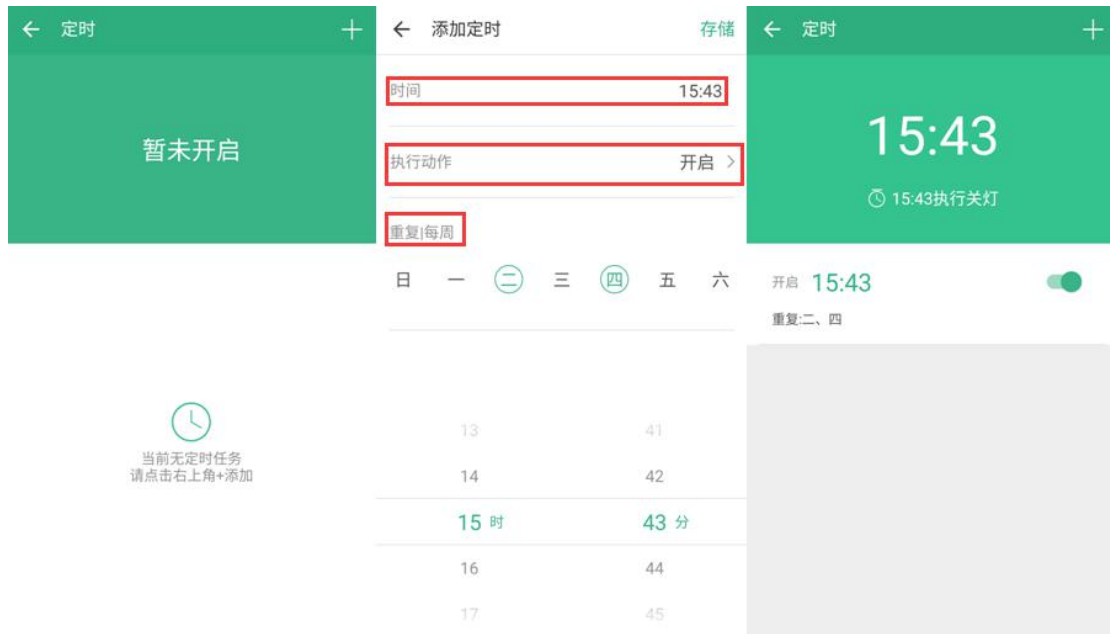 定时
暂未开启
当前无定时任务
请点击右上角+添加
添加定时 存储
时间 15:43
执行动作 开启
重复|每周
日 一 二 三 四 五 六
13 41
14 42
15 时 43 分
16 44
17 45
定时
15:43
15:43执行关灯
开启 15:43
重复:二、四